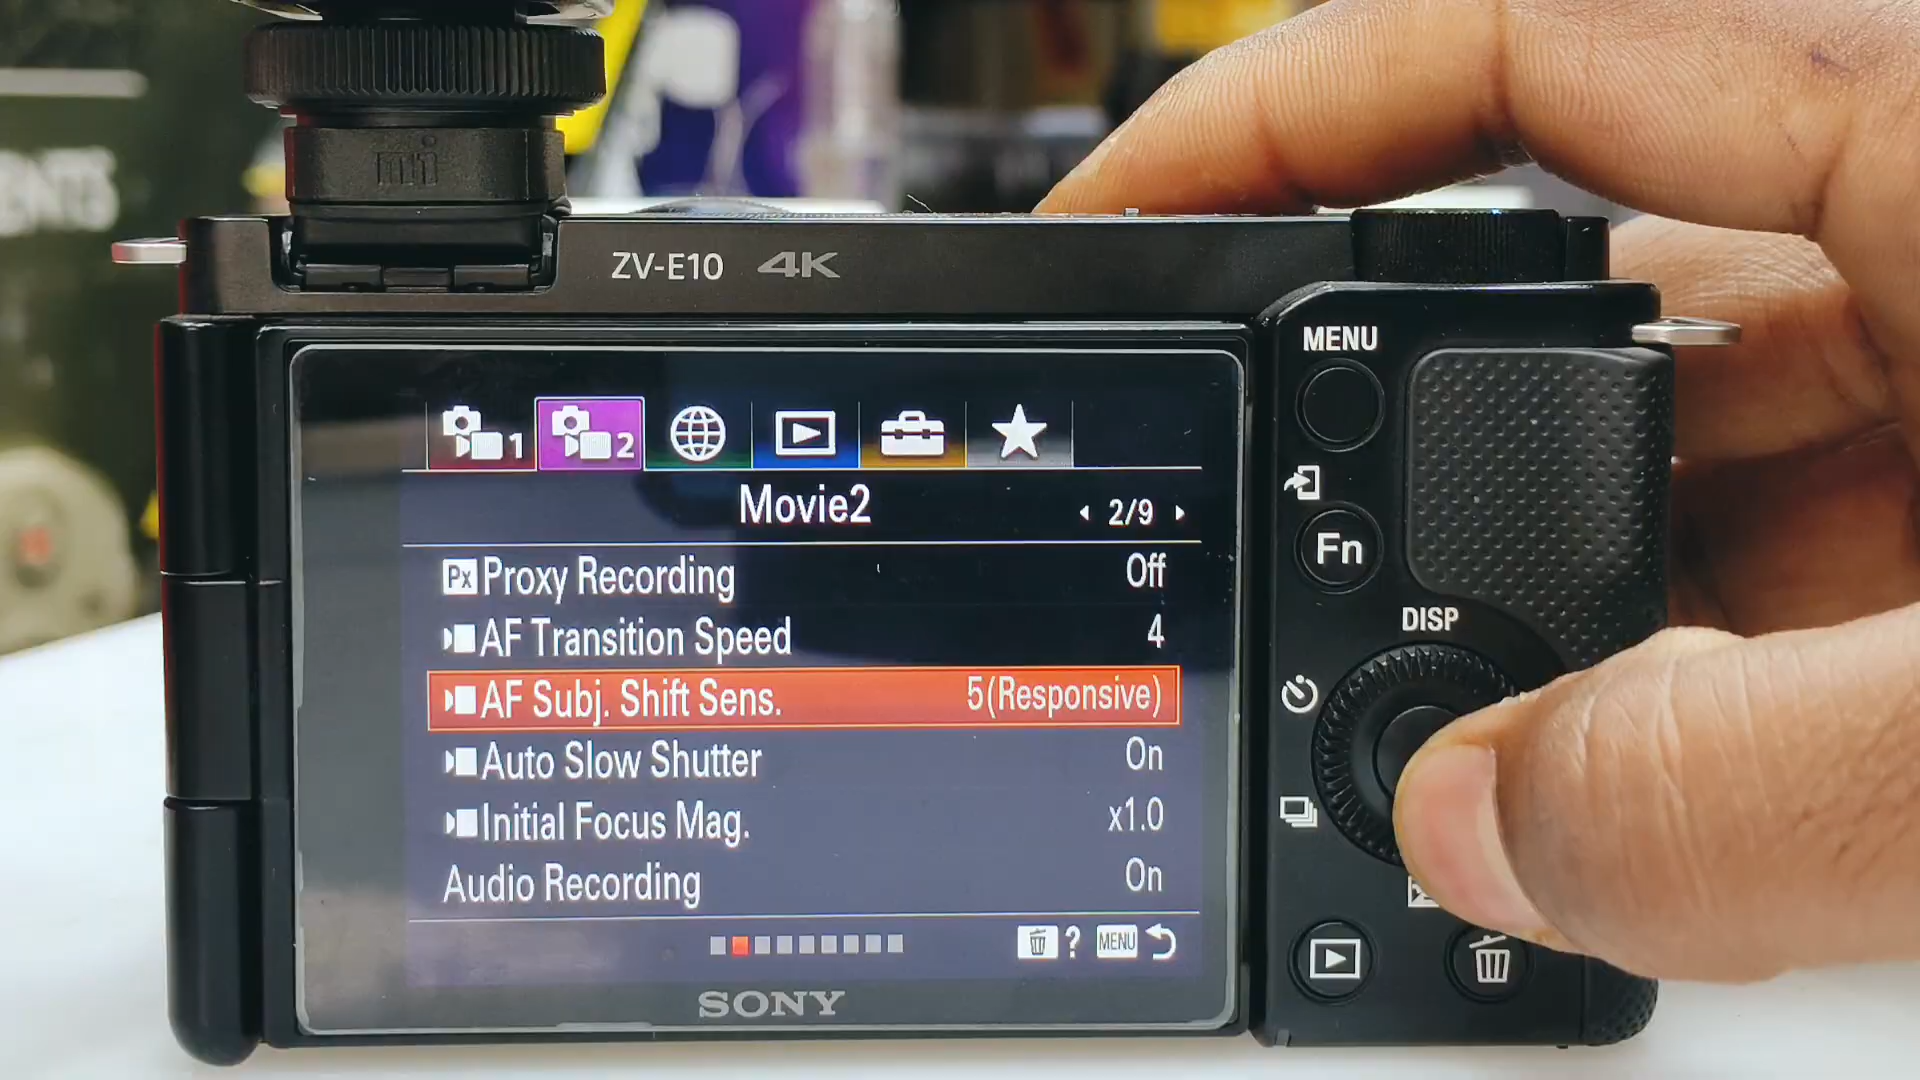 ENTS
mn
ZV-E10 4K
MENU
1
2
Movie2
2/9
Px Proxy Recording Off
AF Transition Speed 4
AF Subj. Shift Sens. 5(Responsive)
Auto Slow Shutter On
Initial Focus Mag. x1.0
Audio Recording On
? MENU
SONY
Fn
DISP